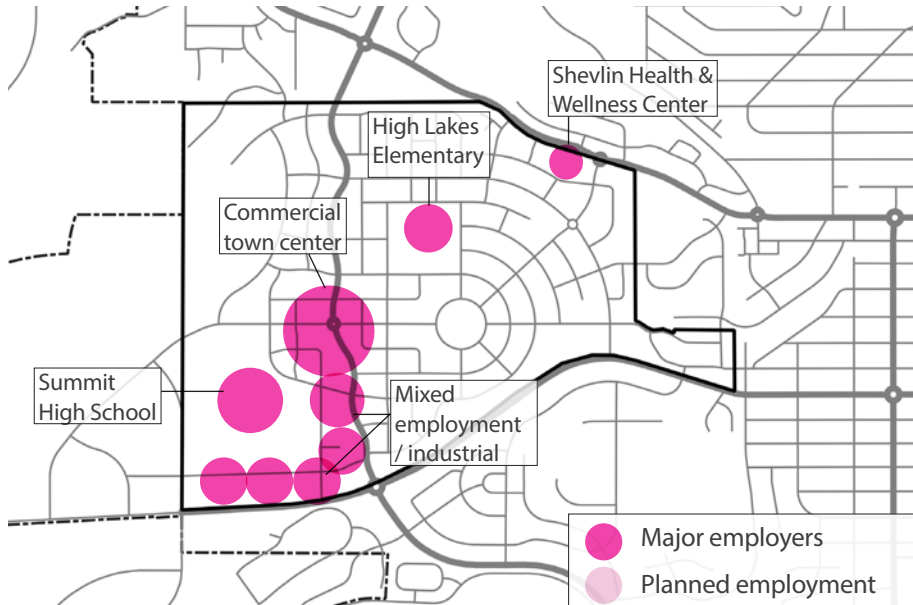 Shevlin Health &
Wellness Center
High Lakes
Elementary
Commercial
town center
Summit
High School
Mixed
employment
/ industrial
Major employers
Planned employment